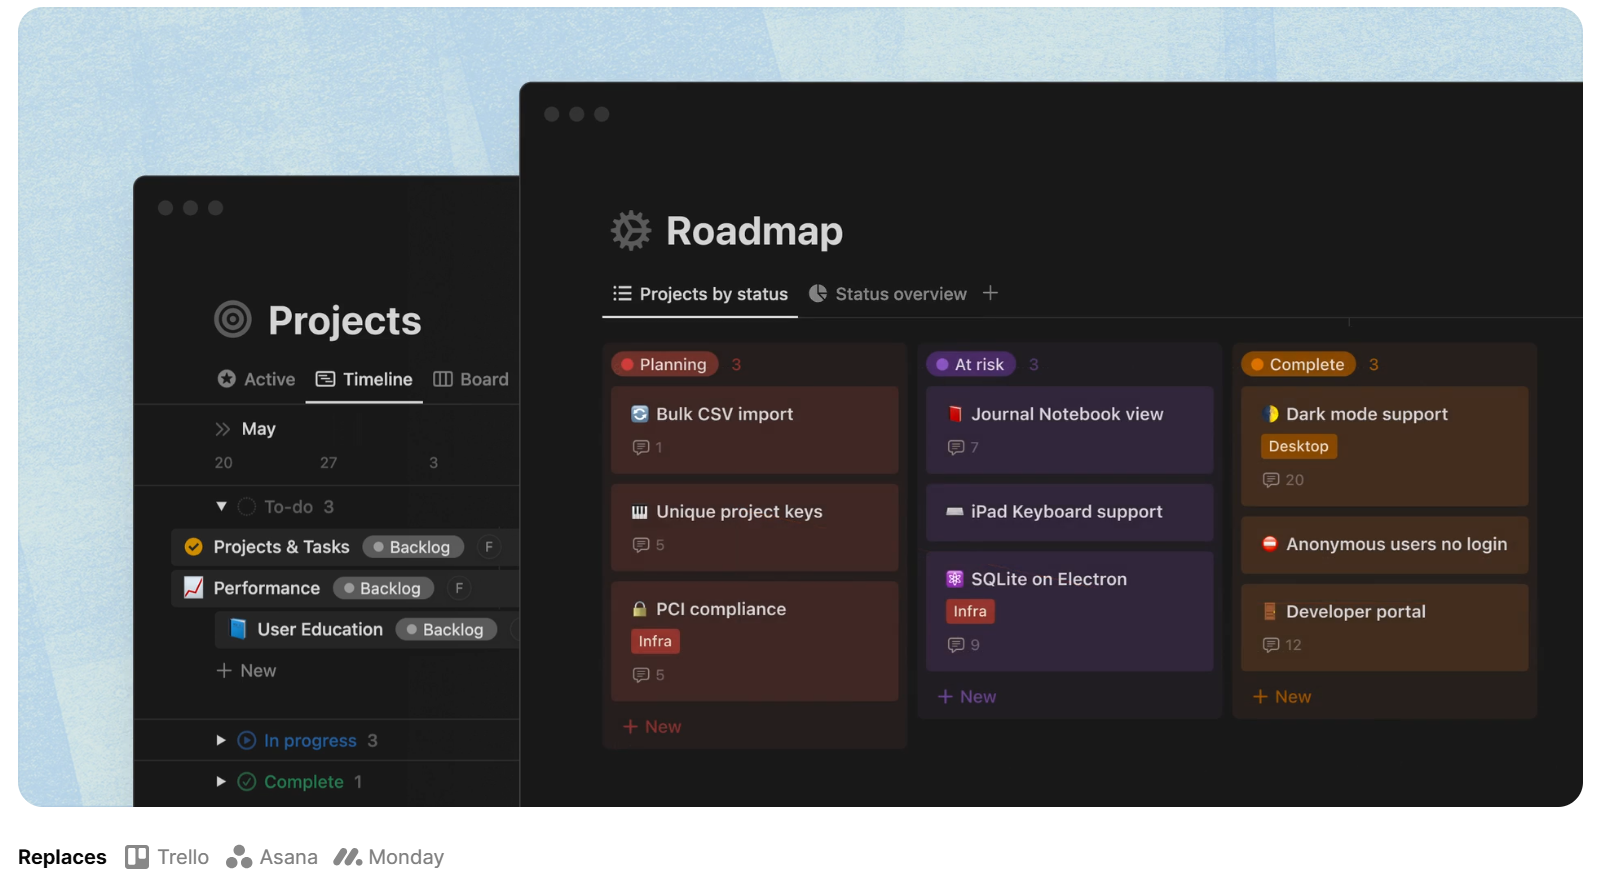 Projects
Active
Timeline
Board
May
20
27
3
To-do 3
Projects & Tasks
Backlog
F
Performance
Backlog
F
User Education
Backlog
+ New
In progress 3
Complete 1
Roadmap
Projects by status
Status overview
+
Planning 3
Bulk CSV import
1
Unique project keys
5
PCI compliance
Infra
5
+ New
At risk 3
Journal Notebook view
7
iPad Keyboard support
SQLite on Electron
Infra
9
+ New
Complete 3
Dark mode support
Desktop
20
Anonymous users no login
Developer portal
12
+ New
Replaces Trello Asana Monday